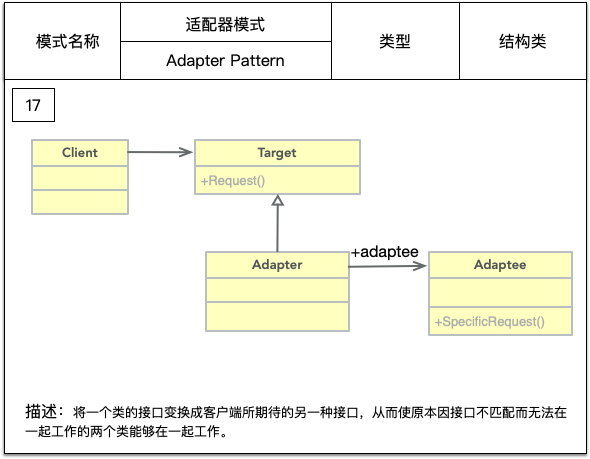 模式名称
适配器模式
Adapter Pattern
类型
结构类
17
Client
Target
+Request()
Adapter
+adaptee
Adaptee
+SpecificRequest()
描述：将一个类的接口变换成客户端所期待的另一种接口，从而使原本因接口不匹配而无法在
一起工作的两个类能够在一起工作。